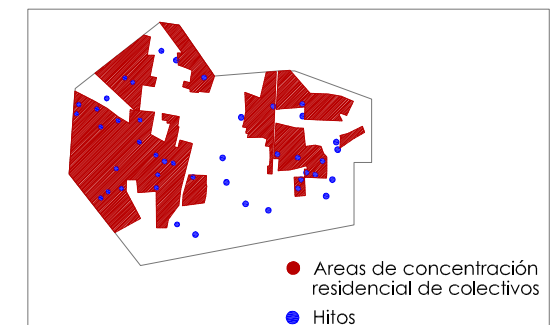 Areas de concentración
residencial de colectivos
Hitos